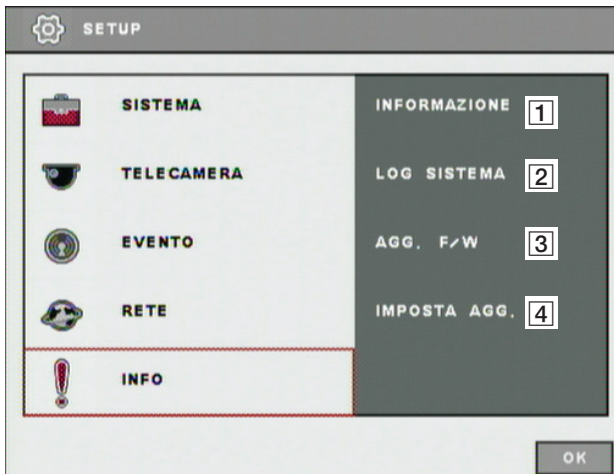 SETUP
SISTEMA
INFORMAZIONE 1
TELECAMERA
LOG SISTEMA 2
EVENTO
AGG. F/W 3
RETE
IMPOSTA AGG. 4
INFO
OK